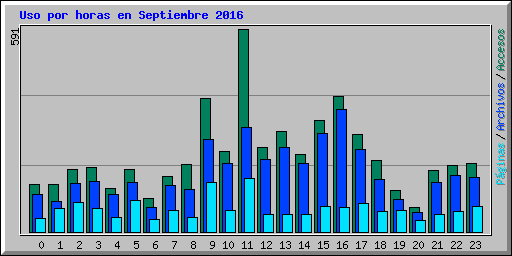 Uso por horas en Septiembre 2016
591
Páginas / Archivos / Accesos
0 1 2 3 4 5 6 7 8 9 10 11 12 13 14 15 16 17 18 19 20 21 22 23